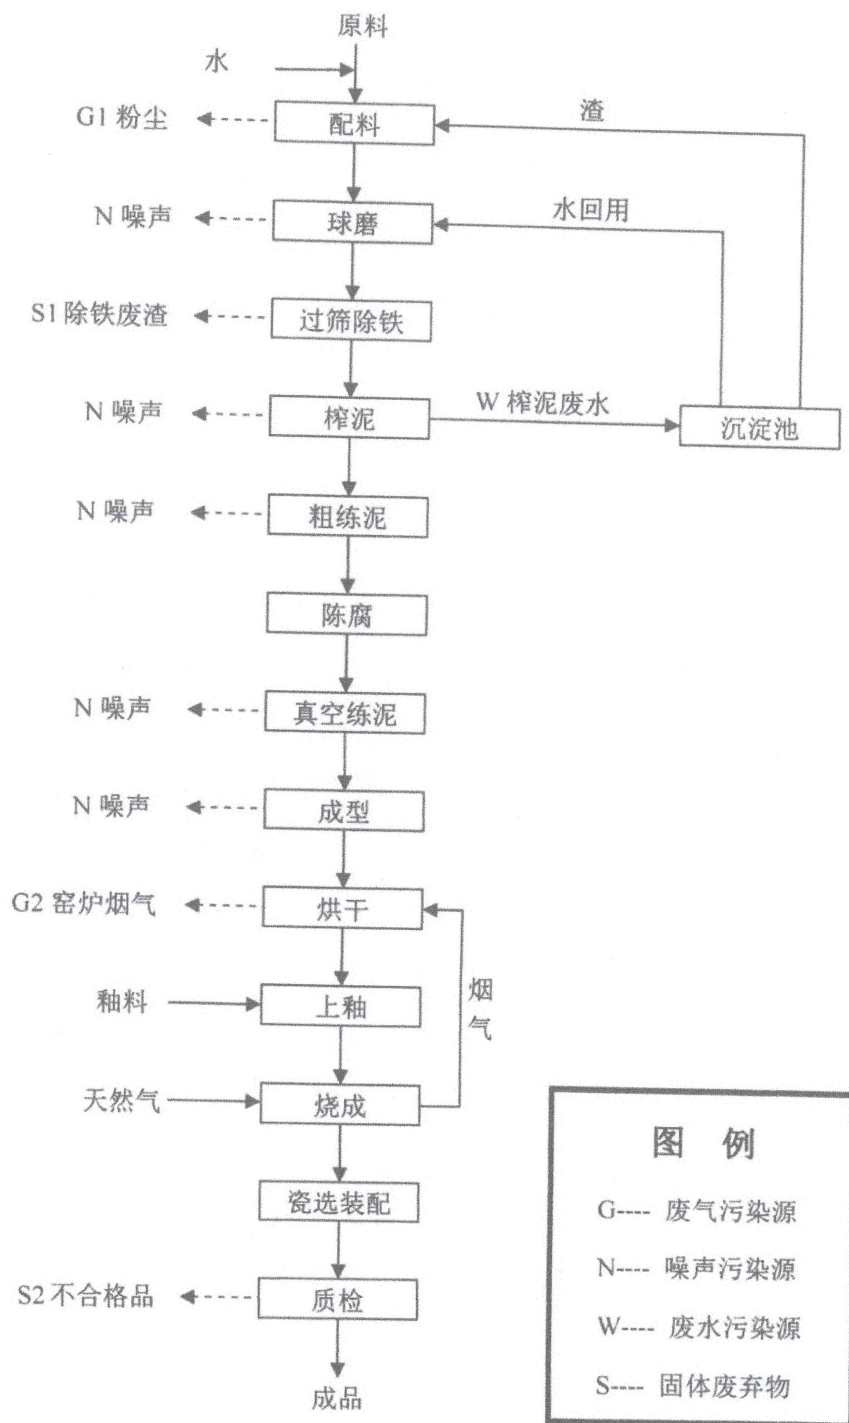 原料
水
G1 粉尘
配料
渣
N 噪声
球磨
水回用
S1 除铁废渣
过筛除铁
N 噪声
榨泥
W 榨泥废水
沉淀池
N 噪声
粗练泥
陈腐
N 噪声
真空练泥
N 噪声
成型
G2 窑炉烟气
烘干
烟气
釉料
上釉
天然气
烧成
瓷选装配
S2 不合格品
质检
成品
图 例
G---- 废气污染源
N---- 噪声污染源
W---- 废水污染源
S---- 固体废弃物